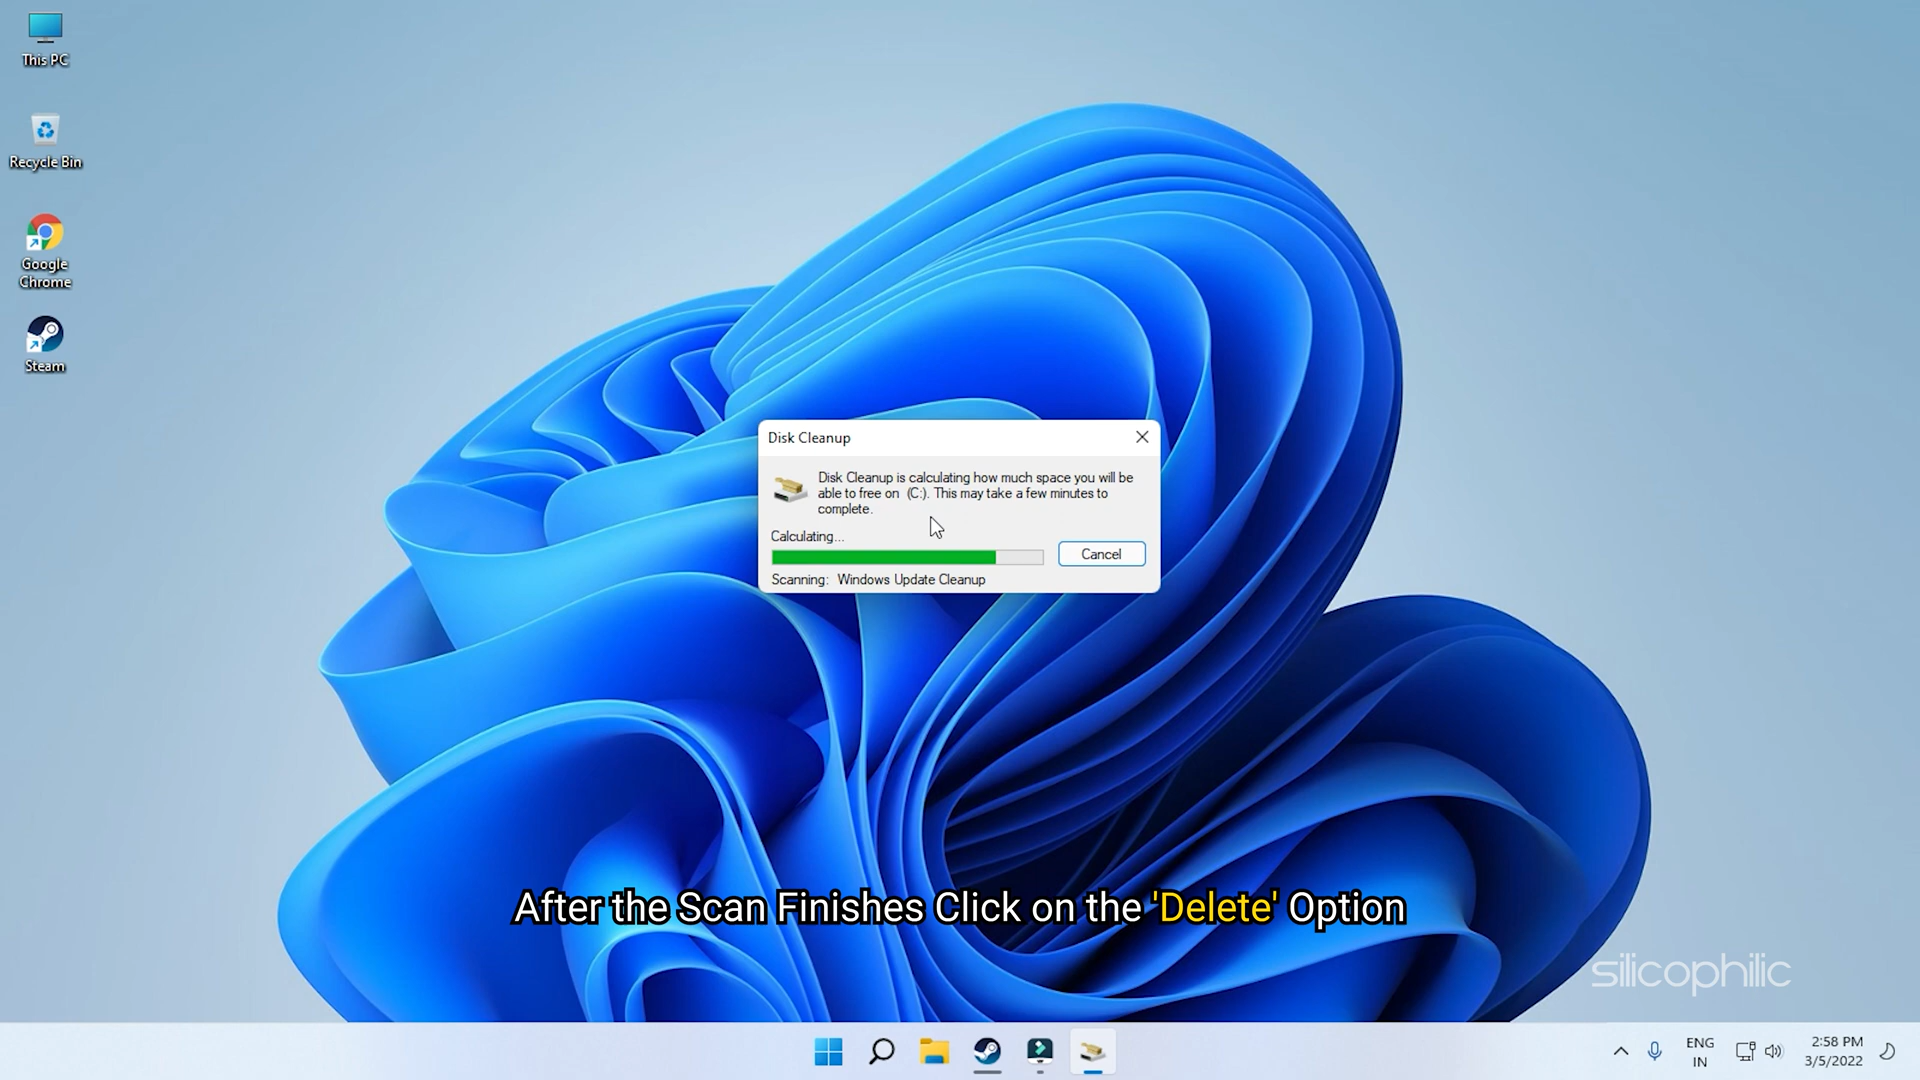 This PC
Recycle Bin
Google
Chrome
Steam
Disk Cleanup
Disk Cleanup is calculating how much space you will be
able to free on (C:). This may take a few minutes to
complete.
Calculating...
Cancel
Scanning: Windows Update Cleanup
After the Scan Finishes Click on the 'Delete' Option
silicophilic
ENG
IN
2:58 PM
3/5/2022